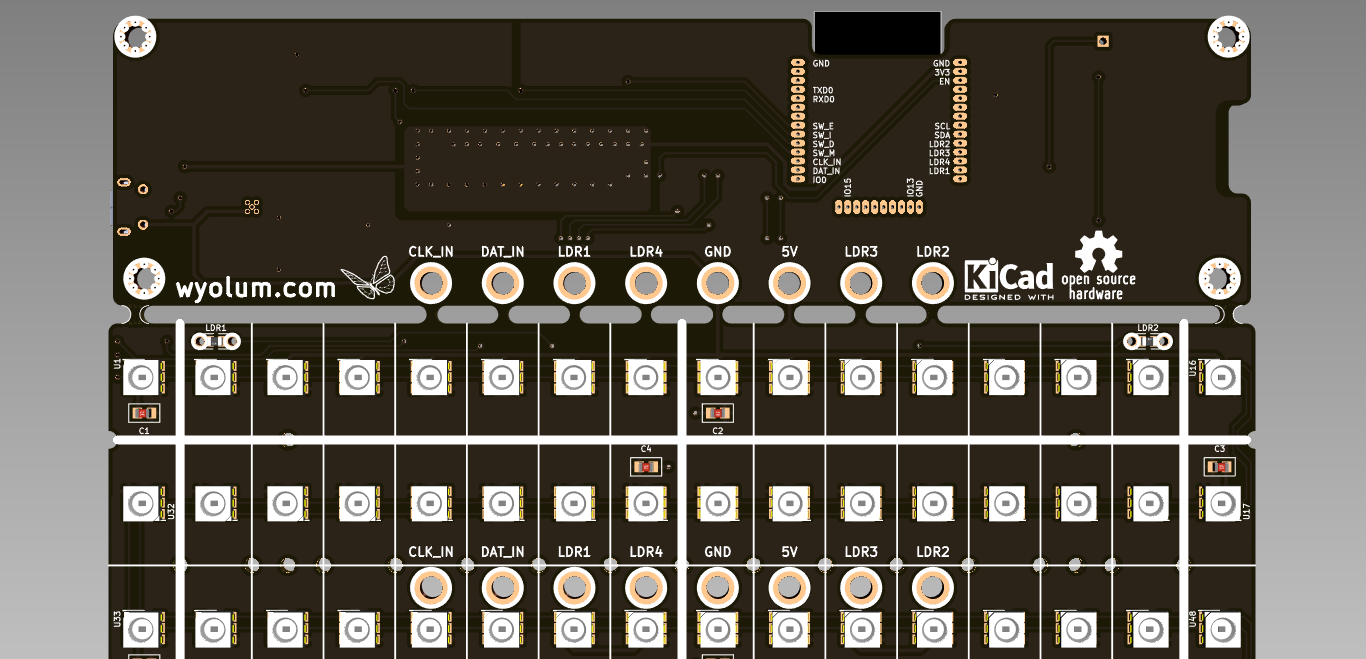 GND GND
3V3
EN
TXD0
RXD0
SW_E SCL
SW_I SDA
SW_D LDR2
SW_M LDR3
CLK_IN LDR4
DAT_IN LDR1
IO0
IO15 IO13 GND
CLK_IN DAT_IN LDR1 LDR4 GND 5V LDR3 LDR2
wyolum.com
KiCad
DESIGNED WITH
open source
hardware
LDR1 LDR2
U1 U16
C1 C2
C4 C3
U32 U17
CLK_IN DAT_IN LDR1 LDR4 GND 5V LDR3 LDR2
U33 U48